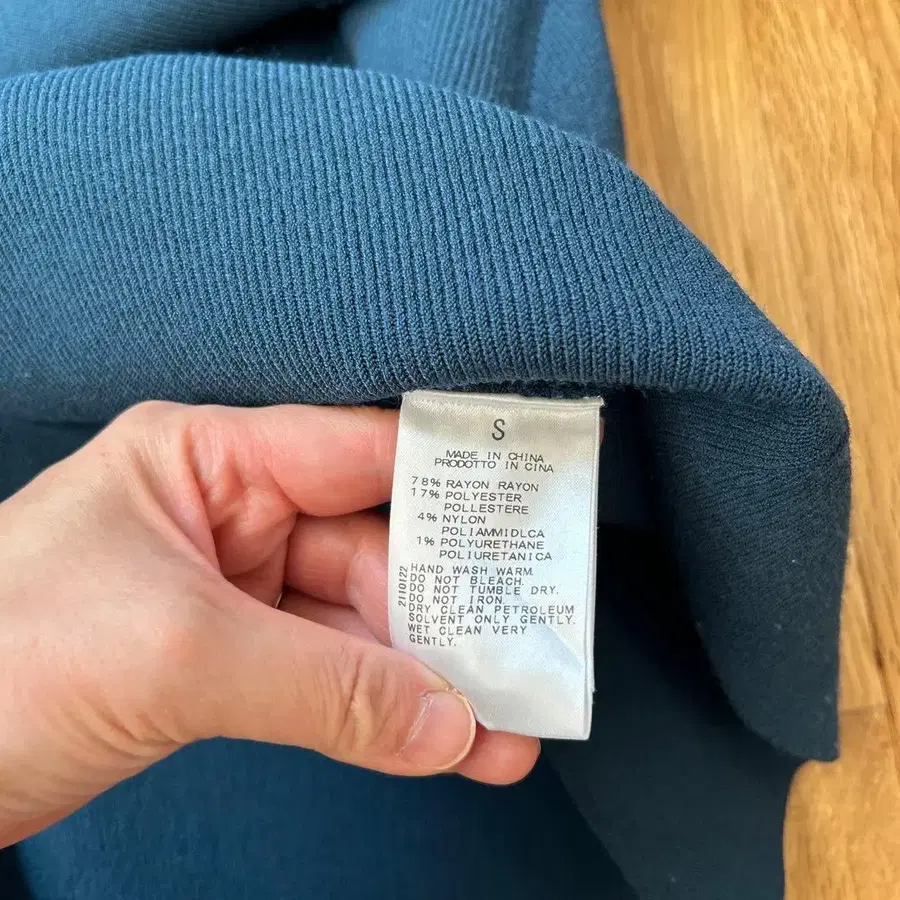 S
MADE IN CHINA
PRODOTTO IN CINA
78% RAYON RAYON
17% POLYESTER
POLLESTERE
4% NYLON
POLIAMMIDLCA
1% POLYURETHANE
POLIURETANICA
HAND WASH WARM
DO NOT BLEACH.
DO NOT TUMBLE DRY.
DO NOT IRON.
DRY CLEAN PETROLEUM
SOLVENT ONLY GENTLY.
WET CLEAN VERY
GENTLY.
2110122